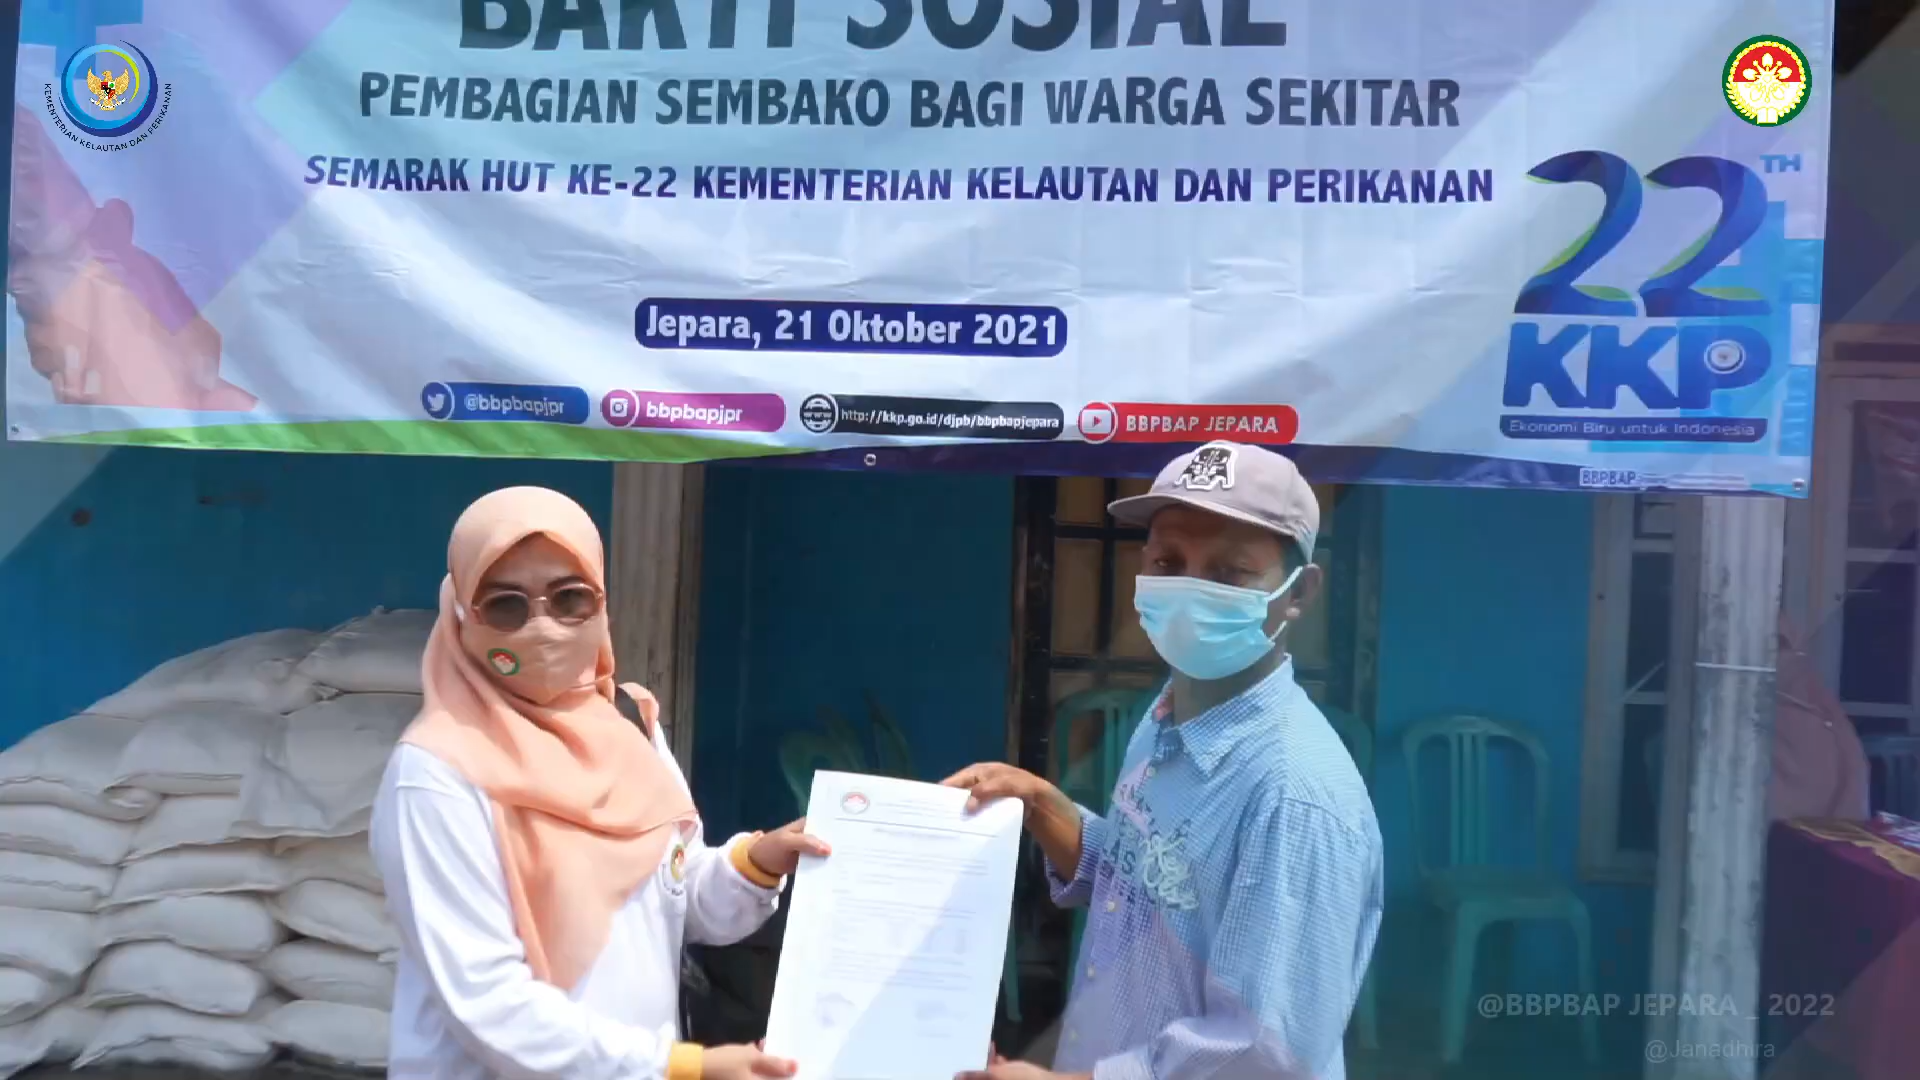 BAKTI SOSIAL
PEMBAGIAN SEMBAKO BAGI WARGA SEKITAR
SEMARAK HUT KE-22 KEMENTERIAN KELAUTAN DAN PERIKANAN
22 TH
KKP
Ekonomi Biru untuk Indonesia
Jepara, 21 Oktober 2021
@bbpbapjpr
bbpbapjpr
http://kkp.go.id/djpb/bbpbapjepara
BBPBAP JEPARA
BBPBAP
KEMENTERIAN KELAUTAN DAN PERIKANAN
@BBPBAP JEPARA _ 2022
@Janadhira